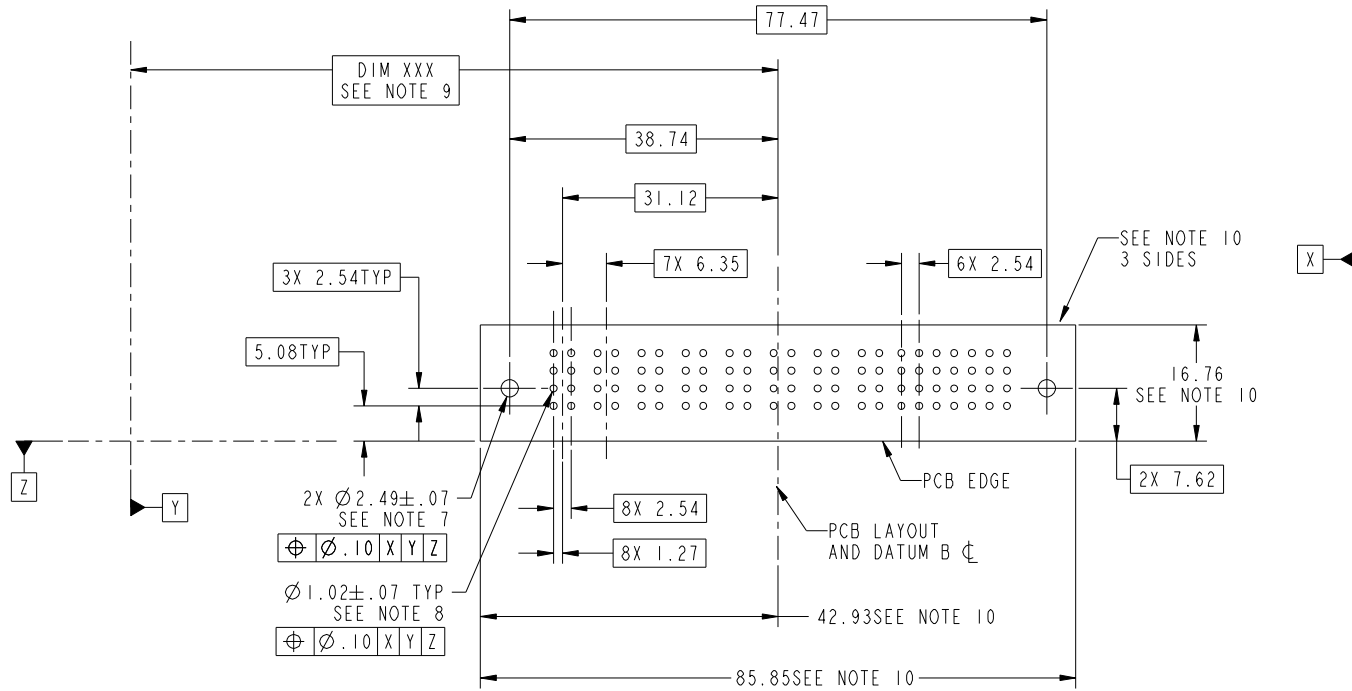 77.47
DIM XXX
SEE NOTE 9
38.74
31.12
SEE NOTE 10
3 SIDES
X
7X 6.35
6X 2.54
3X 2.54TYP
5.08TYP
16.76
SEE NOTE 10
Z
Y
2X Ø2.49±.07
SEE NOTE 7
⌖ Ø.10 X Y Z
PCB EDGE
2X 7.62
8X 2.54
PCB LAYOUT
AND DATUM B ℄
8X 1.27
Ø1.02±.07 TYP
SEE NOTE 8
⌖ Ø.10 X Y Z
42.93SEE NOTE 10
85.85SEE NOTE 10